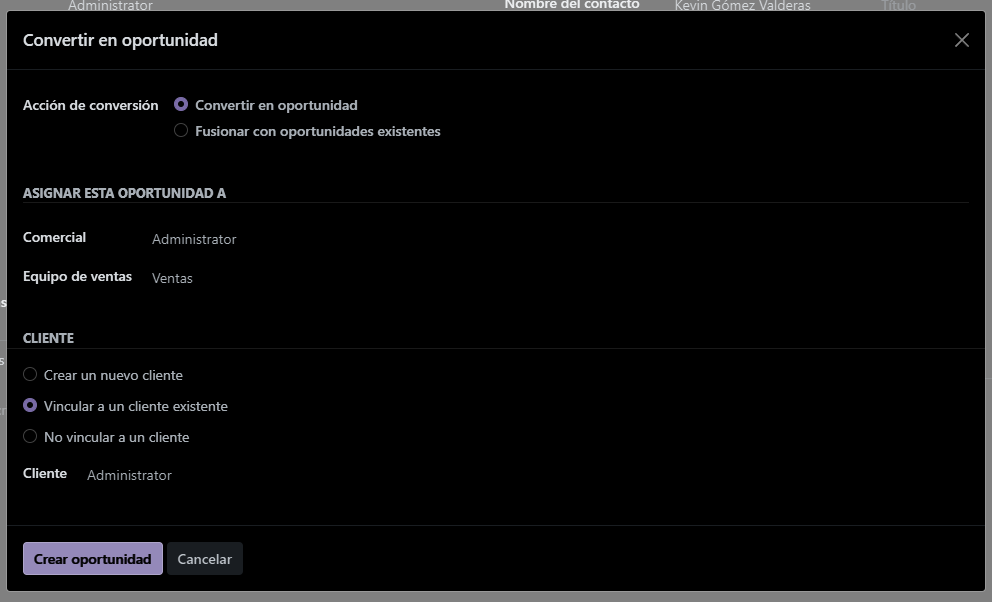 Administrator Nombre del contacto Kevin Gómez Valderas Título
Convertir en oportunidad
Acción de conversión Convertir en oportunidad
Fusionar con oportunidades existentes
ASIGNAR ESTA OPORTUNIDAD A
Comercial Administrator
Equipo de ventas Ventas
CLIENTE
Crear un nuevo cliente
Vincular a un cliente existente
No vincular a un cliente
Cliente Administrator
Crear oportunidad Cancelar